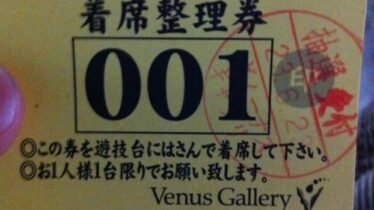 着席整理券
001
◎この券を遊技台にはさんで着席して下さい。
◎お1人様1台限りでお願い致します。
Venus Gallery